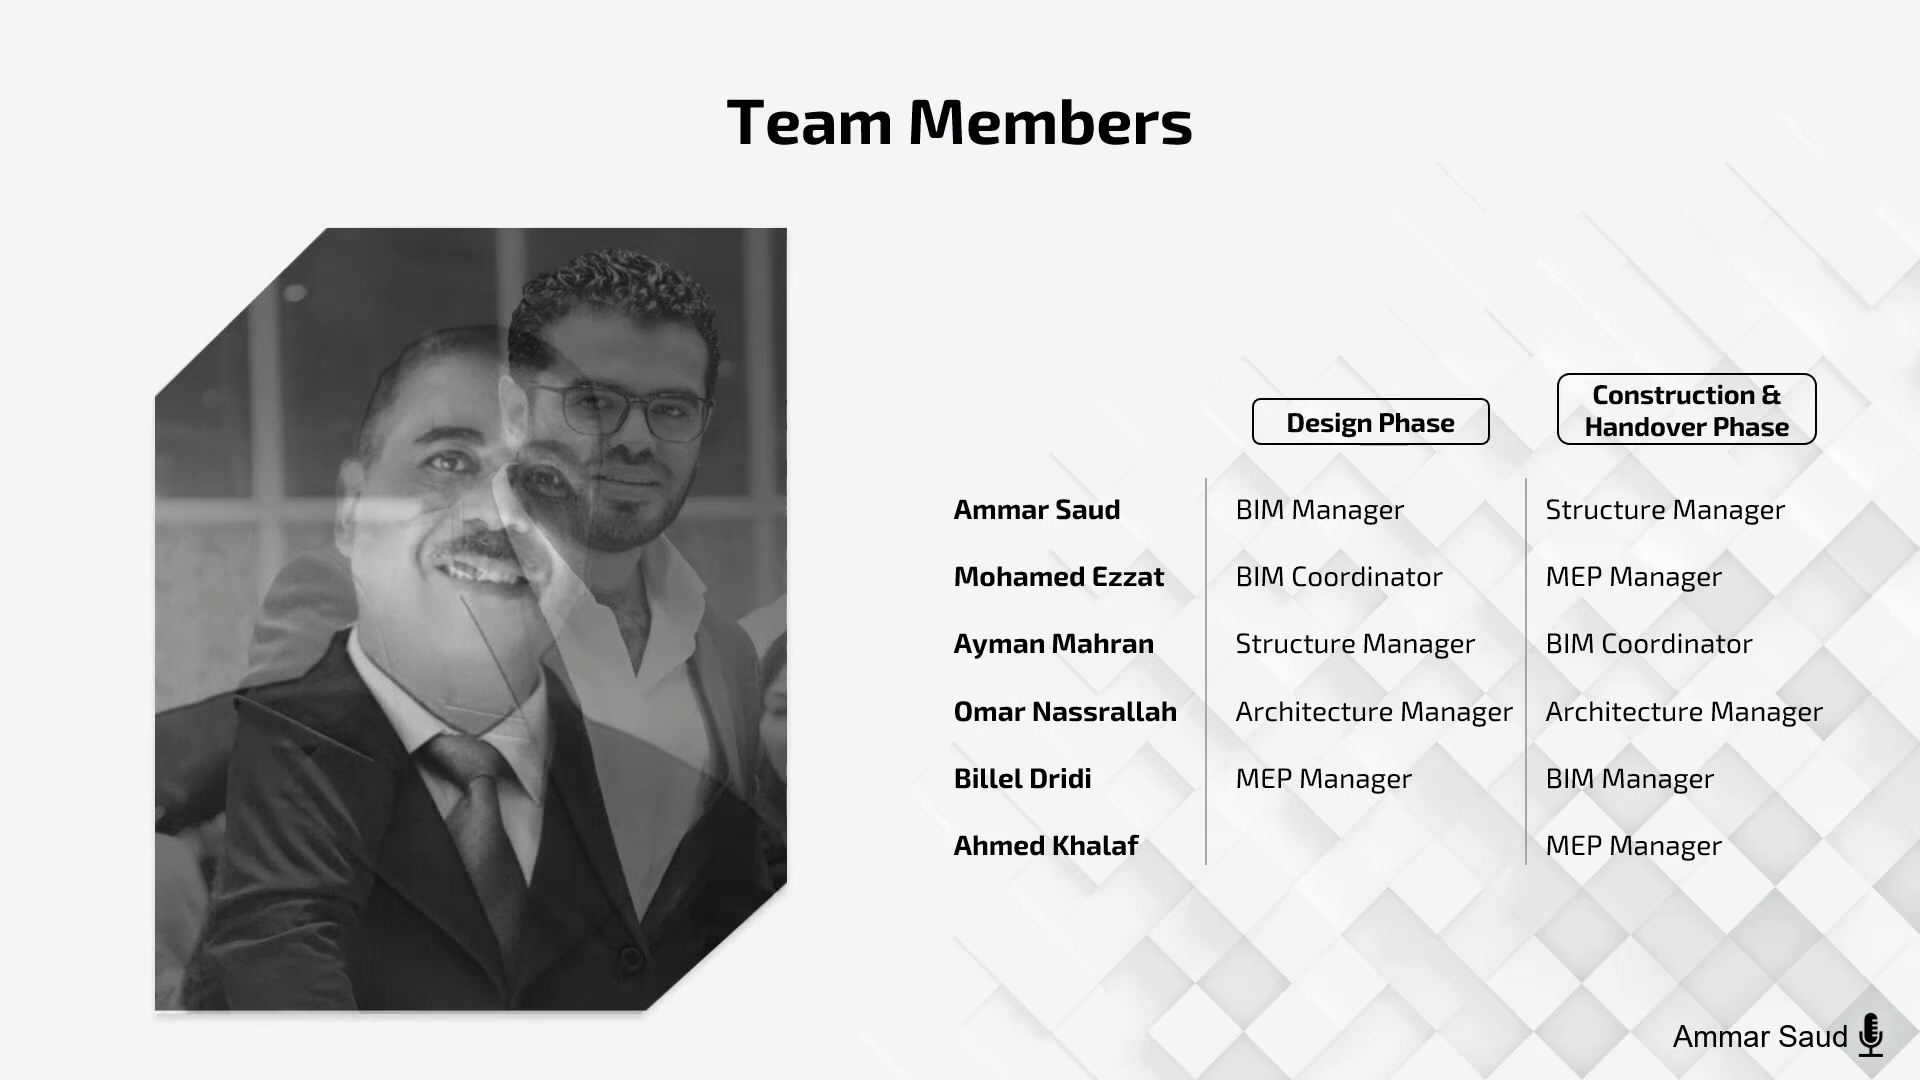 Team Members
Design Phase
Construction &
Handover Phase
Ammar Saud BIM Manager Structure Manager
Mohamed Ezzat BIM Coordinator MEP Manager
Ayman Mahran Structure Manager BIM Coordinator
Omar Nassrallah Architecture Manager Architecture Manager
Billel Dridi MEP Manager BIM Manager
Ahmed Khalaf MEP Manager
Ammar Saud